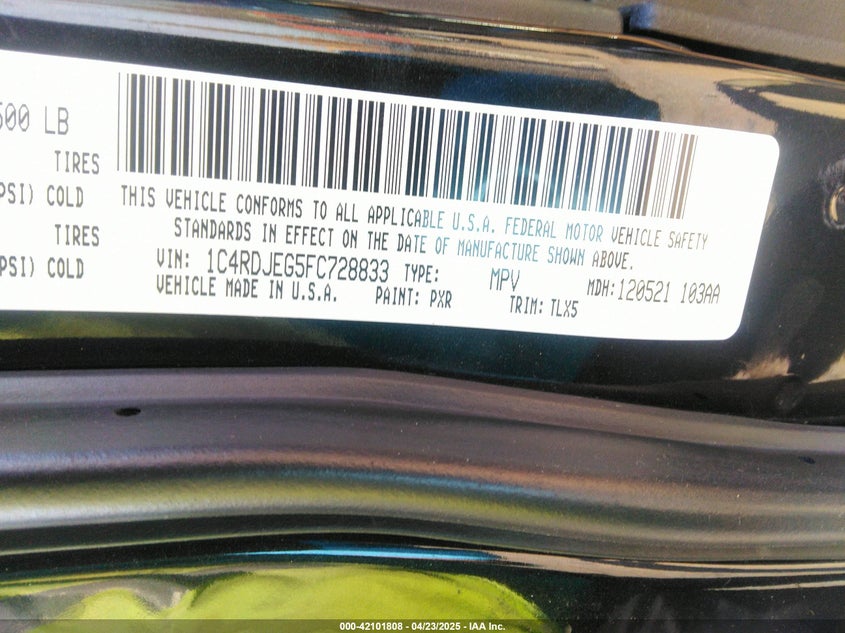 500 LB
TIRES
PSI) COLD
TIRES
PSI) COLD
THIS VEHICLE CONFORMS TO ALL APPLICABLE U.S.A. FEDERAL MOTOR VEHICLE SAFETY
STANDARDS IN EFFECT ON THE DATE OF MANUFACTURE SHOWN ABOVE.
VIN: 1C4RDJEG5FC728833 TYPE: MPV MDH:120521 103AA
VEHICLE MADE IN U.S.A. PAINT: PXR TRIM: TLX5
000-42101808 - 04/23/2025 - IAA Inc.